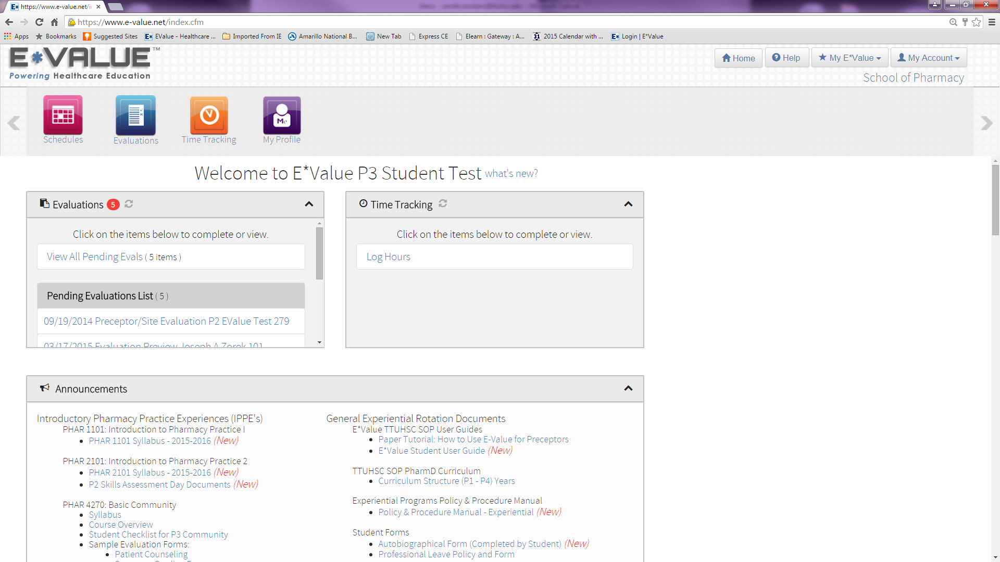 https://www.e-value.net/in
https://www.e-value.net/index.cfm
Apps
Bookmarks
Suggested Sites
EValue - Healthcare ...
Imported From IE
Amarillo National B...
New Tab
Express CE
Elearn : Gateway : A...
31 2015 Calendar with ...
E* Login | E*Value
E*VALUE™
Powering Healthcare Education
Home
Help
My E*Value
My Account
School of Pharmacy
Schedules
Evaluations
Time Tracking
Me
My Profile
Welcome to E*Value P3 Student Test what's new?
Evaluations 5
Click on the items below to complete or view.
View All Pending Evals ( 5 items )
Pending Evaluations List ( 5 )
09/19/2014 Preceptor/Site Evaluation P2 EValue Test 279
03/17/2015 Evaluation Preview Joseph A Zorek 101
Time Tracking
Click on the items below to complete or view.
Log Hours
Announcements
Introductory Pharmacy Practice Experiences (IPPE's)
PHAR 1101: Introduction to Pharmacy Practice I
PHAR 1101 Syllabus - 2015-2016 (New)
PHAR 2101: Introduction to Pharmacy Practice 2
PHAR 2101 Syllabus - 2015-2016 (New)
P2 Skills Assessment Day Documents (New)
PHAR 4270: Basic Community
Syllabus
Course Overview
Student Checklist for P3 Community
Sample Evaluation Forms:
Patient Counseling
General Experiential Rotation Documents
E*Value TTUHSC SOP User Guides
Paper Tutorial: How to Use E-Value for Preceptors
E*Value Student User Guide (New)
TTUHSC SOP PharmD Curriculum
Curriculum Structure (P1 - P4) Years
Experiential Programs Policy & Procedure Manual
Policy & Procedure Manual - Experiential (New)
Student Forms
Autobiographical Form (Completed by Student) (New)
Professional Leave Policy and Form